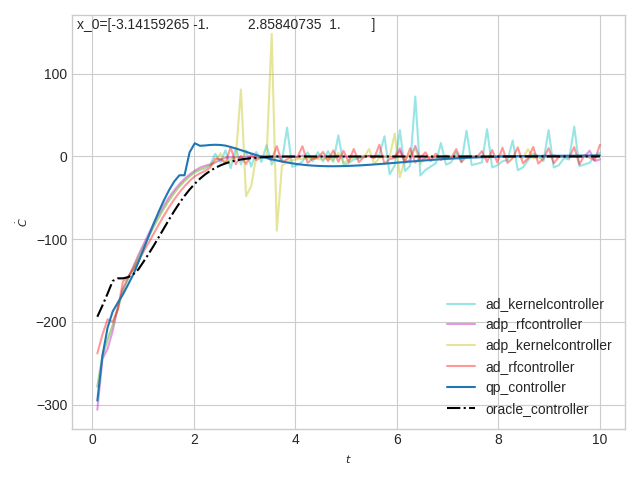 x_0=[-3.14159265 -1. 2.85840735 1. ]
100
0
−100
−200
−300
Ċ
0
2
4
6
8
10
t
ad_kernelcontroller
adp_rfcontroller
adp_kernelcontroller
ad_rfcontroller
qp_controller
oracle_controller